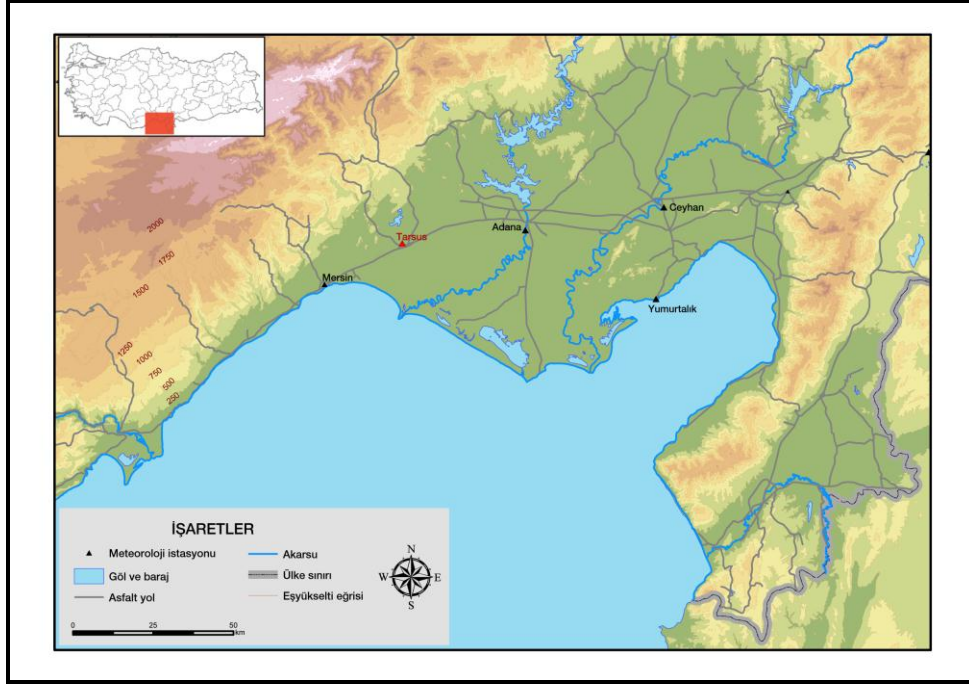 2000
1750
1500
1250
1000
750
500
250
Tarsus
Mersin
Adana
Ceyhan
Yumurtalık
İŞARETLER
Meteoroloji istasyonu
Göl ve baraj
Asfalt yol
Akarsu
Ülke sınırı
Eşyükselti eğrisi
N
W
E
S
0 25 50
km